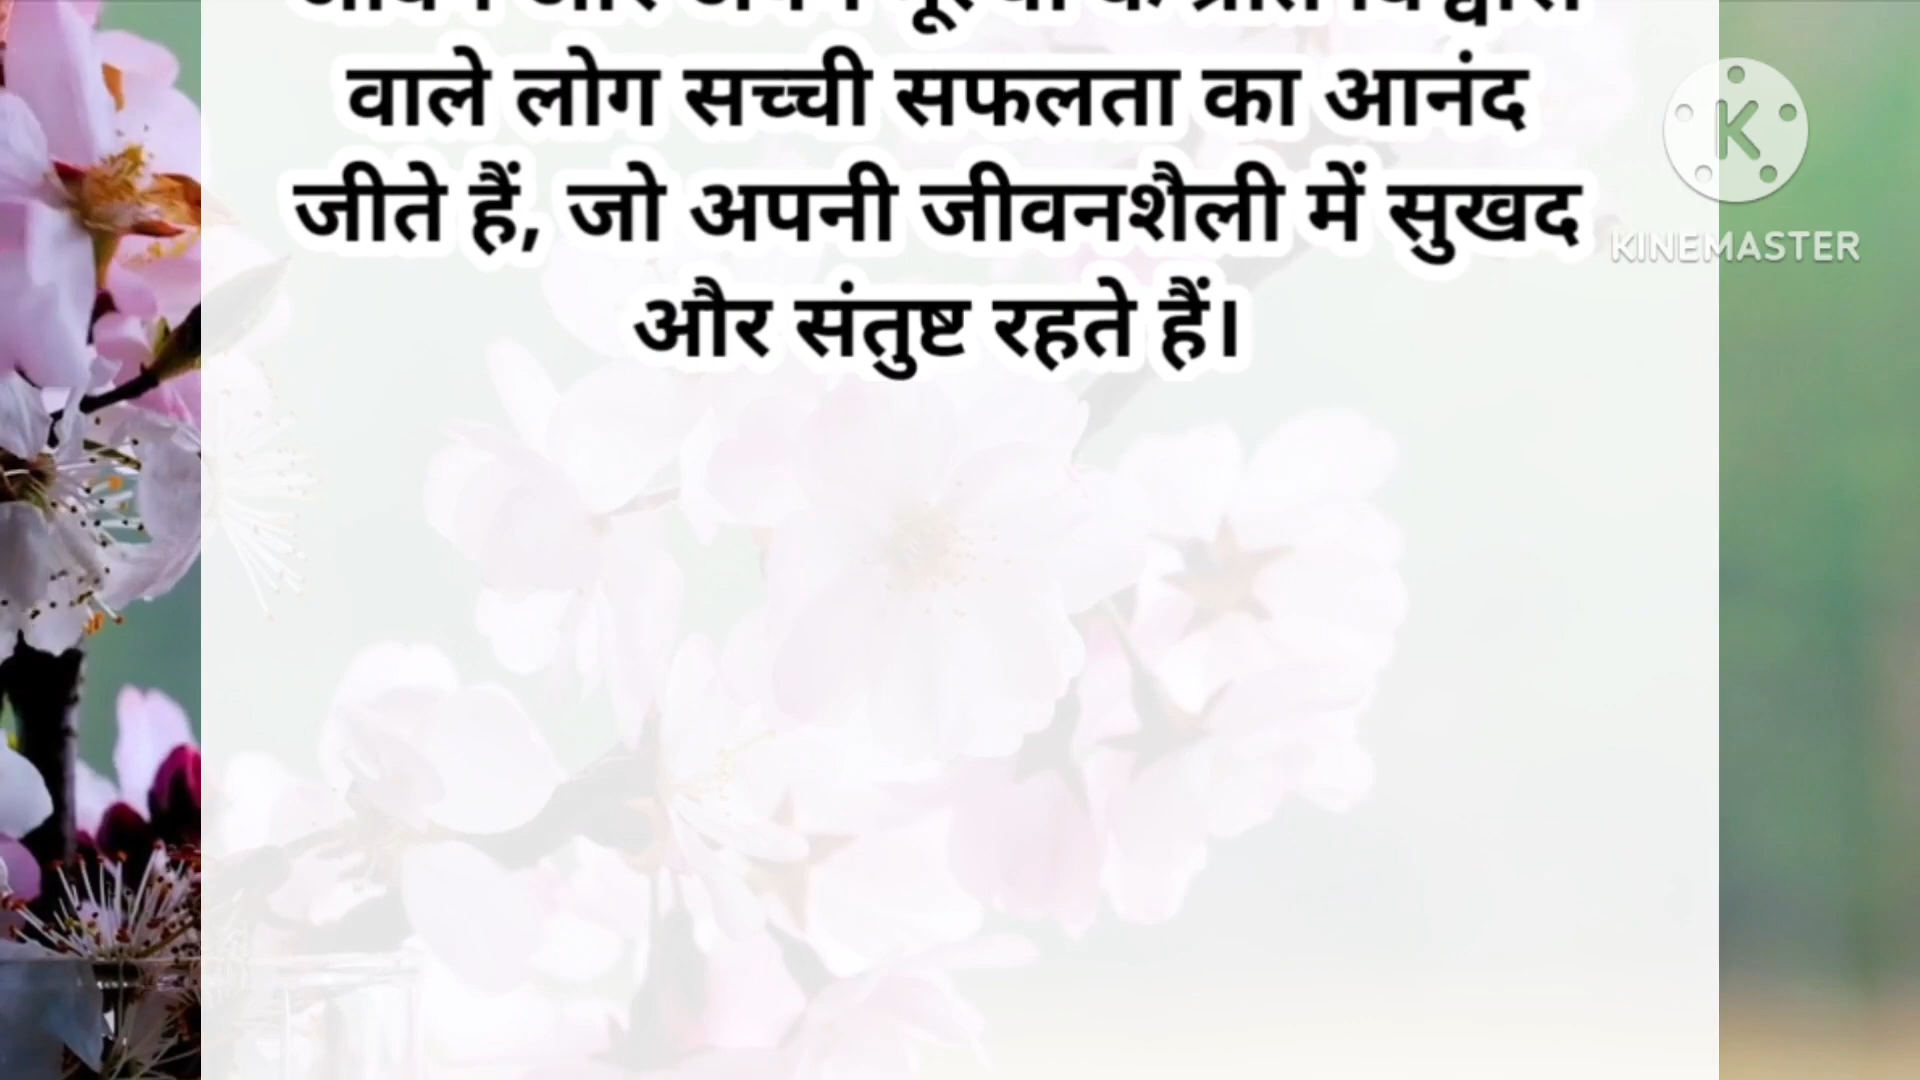 वाले लोग सच्ची सफलता का आनंद
जीते हैं, जो अपनी जीवनशैली में सुखद
और संतुष्ट रहते हैं।
K
KINEMASTER